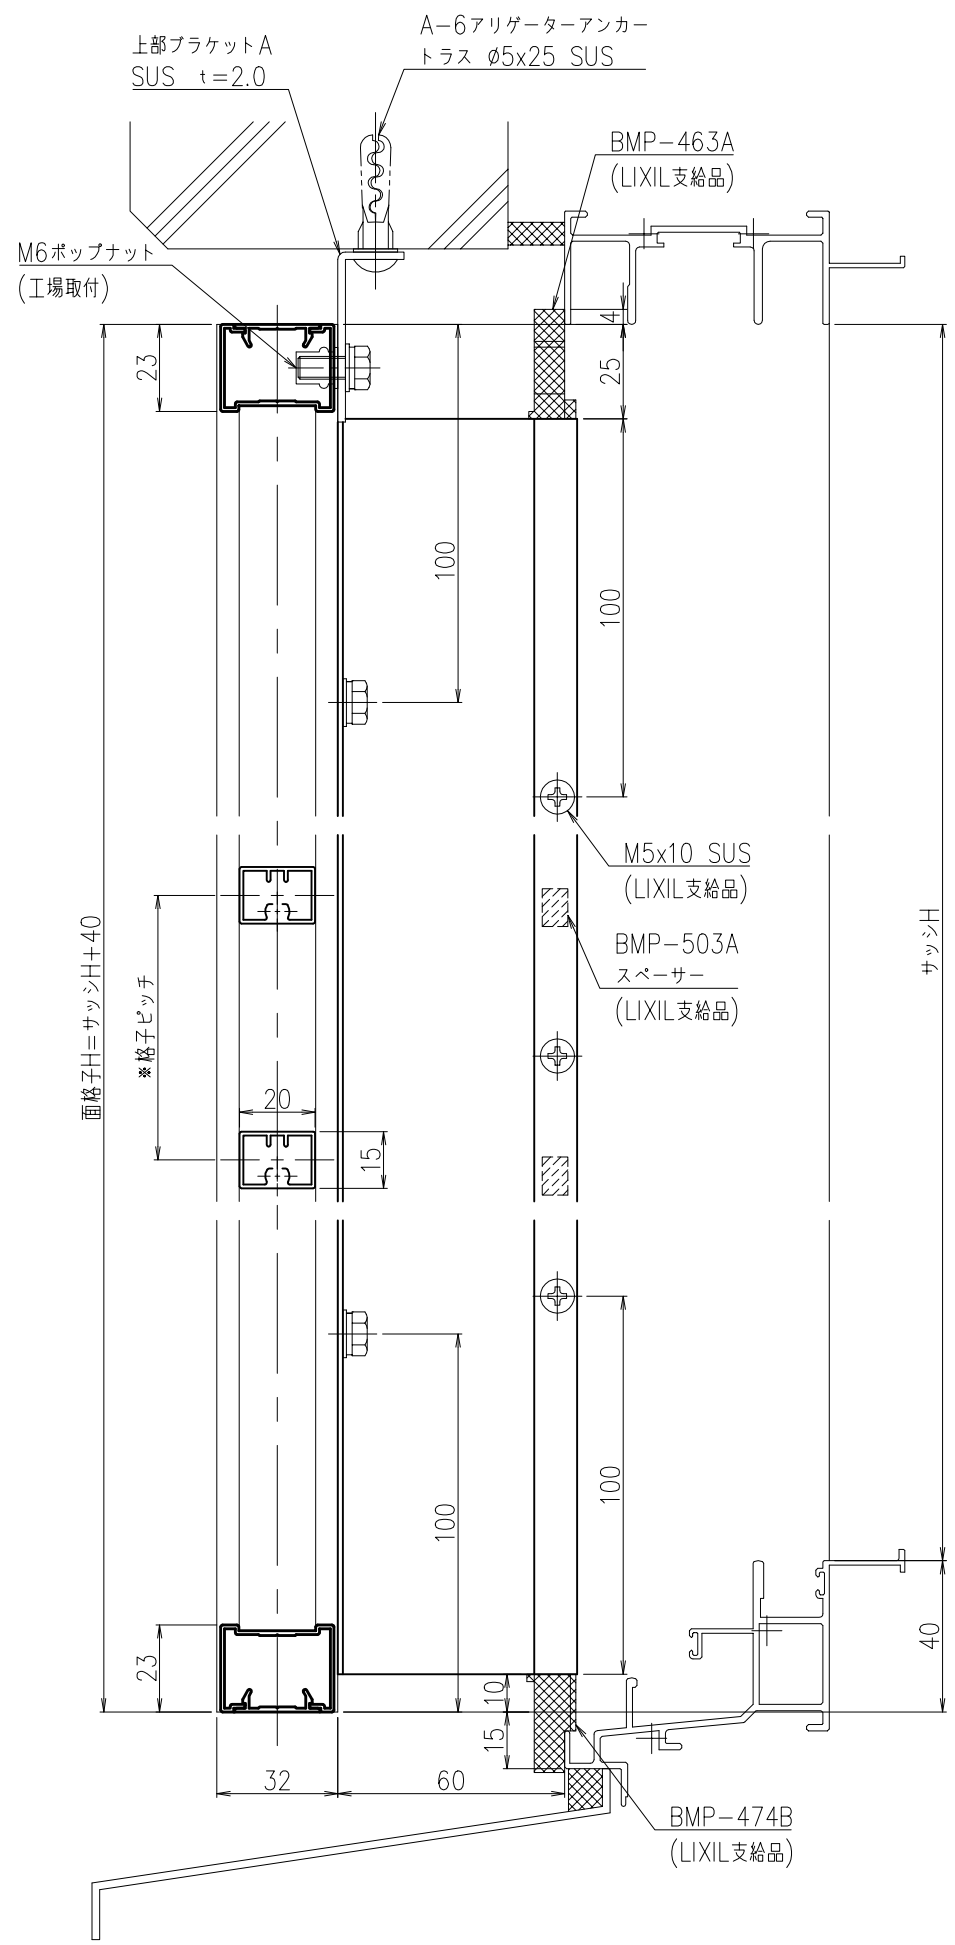 A-6アリゲーターアンカー
トラス φ5x25 SUS
上部ブラケットA
SUS t=2.0
BMP-463A
(LIXIL支給品)
M6ポップナット
(工場取付)
4
23
25
100
100
M5x10 SUS
(LIXIL支給品)
BMP-503A
スペーサー
(LIXIL支給品)
サッシH
面格子H=サッシH+40
※格子ピッチ
20
15
100
100
23
10
15
40
32
60
BMP-474B
(LIXIL支給品)